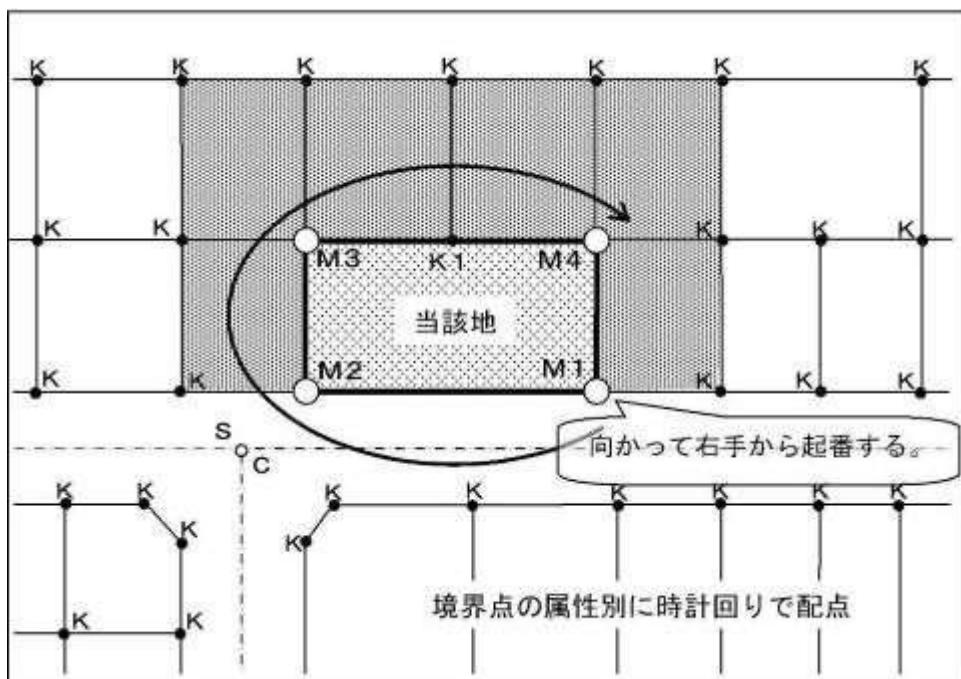 K K K K K K K
K K K K K
M3 K1 M4
当該地
M2 M1
K K K K K
向かって右手から起番する。
S
C
K K K K K K K K
K K
境界点の属性別に時計回りで配点
K K